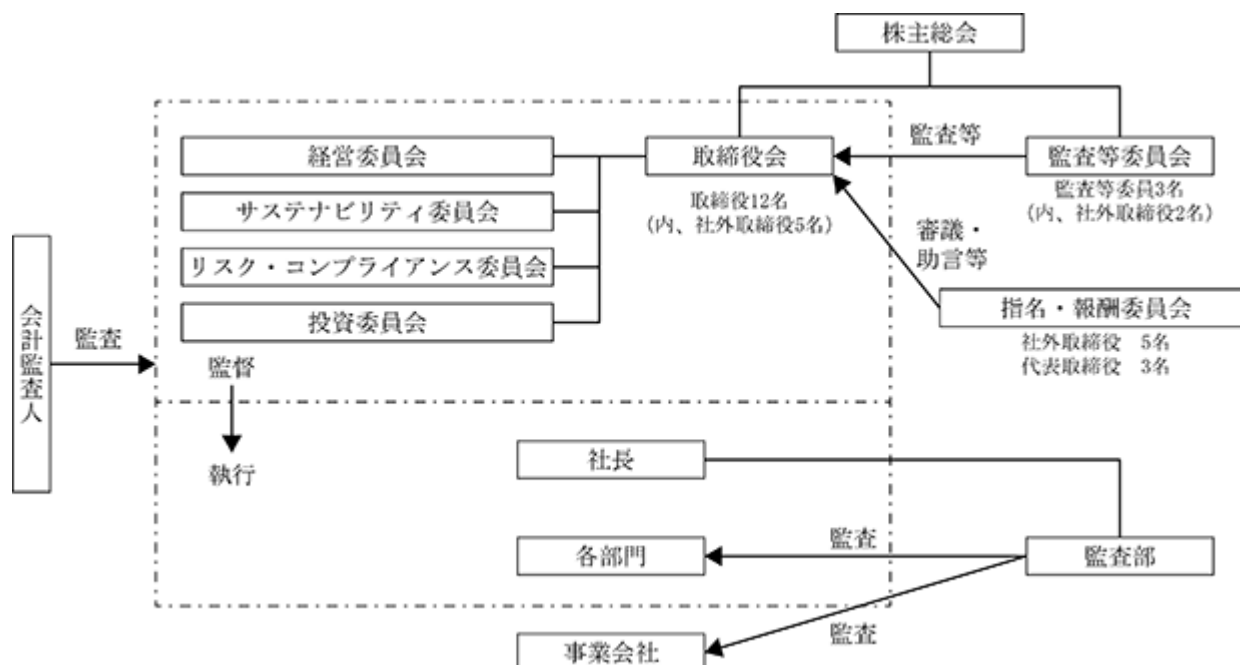 株主総会
経営委員会
取締役会
監査等
監査等委員会
取締役12名
(内、社外取締役5名)
監査等委員3名
(内、社外取締役2名)
サステナビリティ委員会
審議・
助言等
リスク・コンプライアンス委員会
指名・報酬委員会
社外取締役 5名
代表取締役 3名
投資委員会
会計監査人
監査
監督
執行
社長
各部門
監査
監査部
監査
事業会社